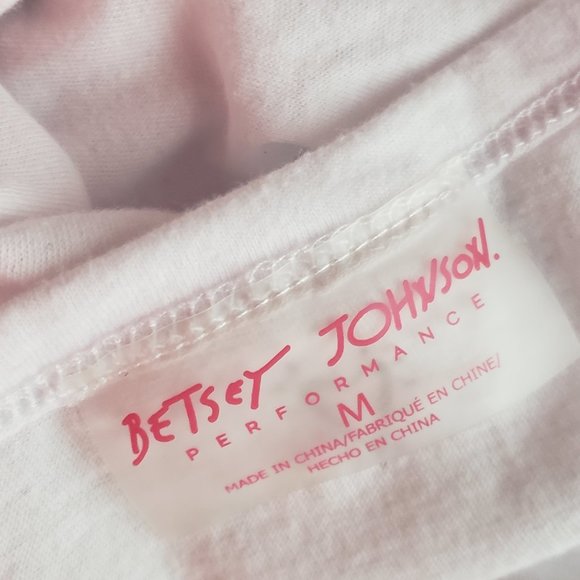 BETSEY JOHNSON.
PERFORMANCE
M
MADE IN CHINA/FABRIQUÉ EN CHINE/
HECHO EN CHINA